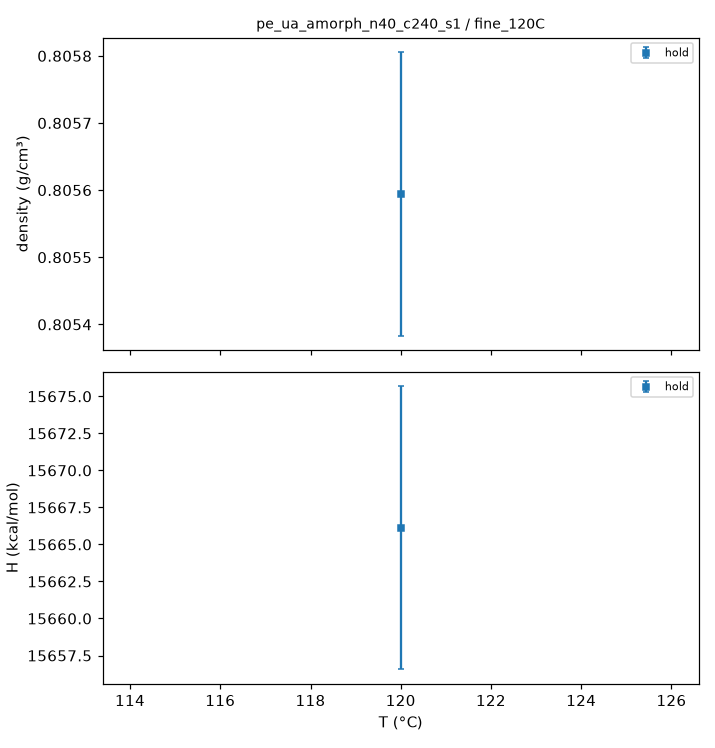 pe_ua_amorph_n40_c240_s1 / fine_120C
hold
0.8058
0.8057
0.8056
0.8055
0.8054
density (g/cm³)
hold
15675.0
15672.5
15670.0
15667.5
15665.0
15662.5
15660.0
15657.5
H (kcal/mol)
114 116 118 120 122 124 126
T (°C)